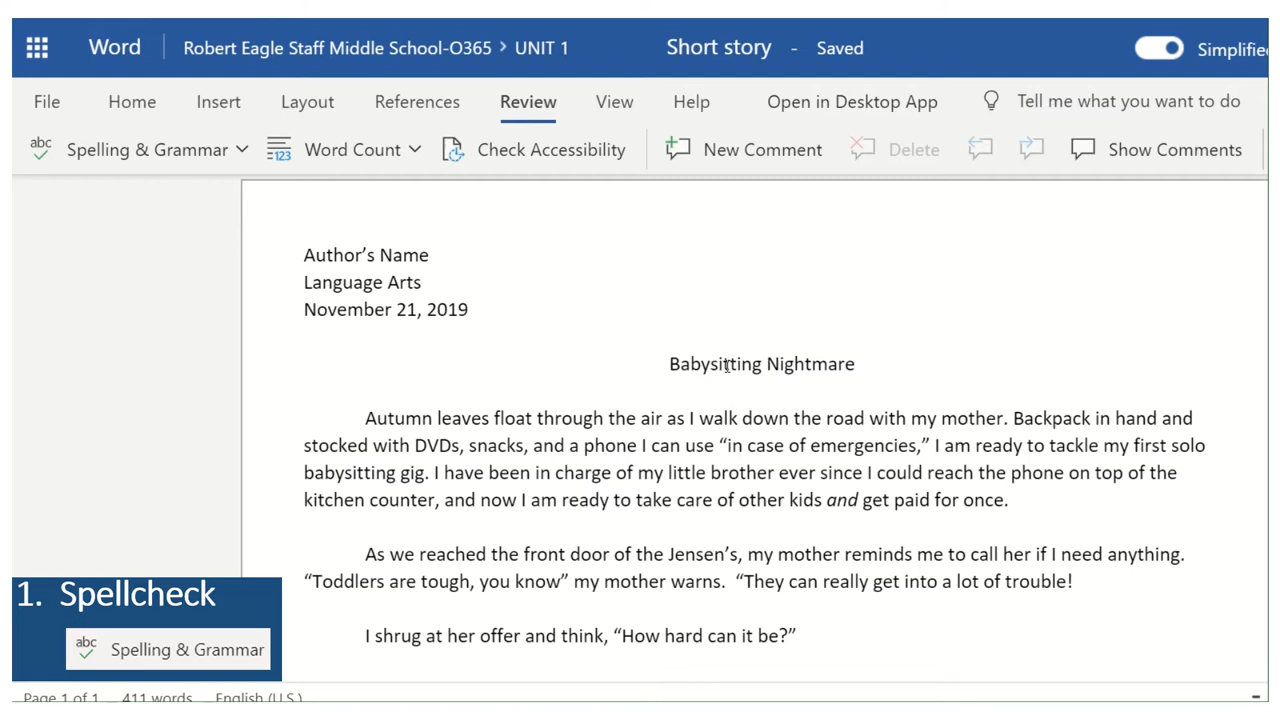 Word Robert Eagle Staff Middle School-O365 > UNIT 1 Short story - Saved Simplified
File Home Insert Layout References Review View Help Open in Desktop App Tell me what you want to do
abc Spelling & Grammar 123 Word Count Check Accessibility New Comment Delete Show Comments
Author’s Name
Language Arts
November 21, 2019
Babysitting Nightmare
Autumn leaves float through the air as I walk down the road with my mother. Backpack in hand and
stocked with DVDs, snacks, and a phone I can use “in case of emergencies,” I am ready to tackle my first solo
babysitting gig. I have been in charge of my little brother ever since I could reach the phone on top of the
kitchen counter, and now I am ready to take care of other kids and get paid for once.
As we reached the front door of the Jensen’s, my mother reminds me to call her if I need anything.
“Toddlers are tough, you know” my mother warns.  “They can really get into a lot of trouble!
I shrug at her offer and think, “How hard can it be?”
1. Spellcheck
abc Spelling & Grammar
Page 1 of 1 411 words English (U.S.)